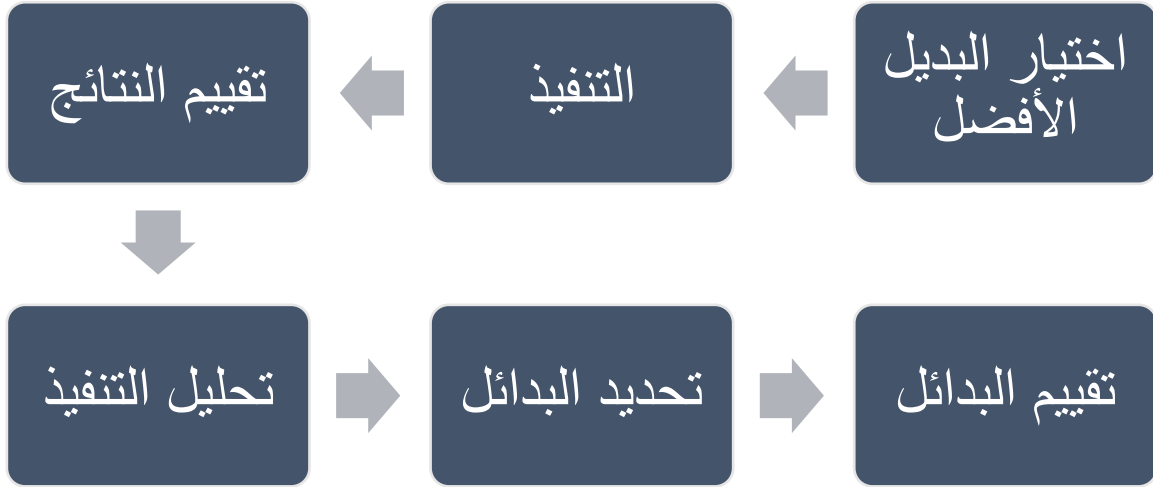 اختيار البديل
الأفضل
التنفيذ
تقييم النتائج
تحليل التنفيذ
تحديد البدائل
تقييم البدائل